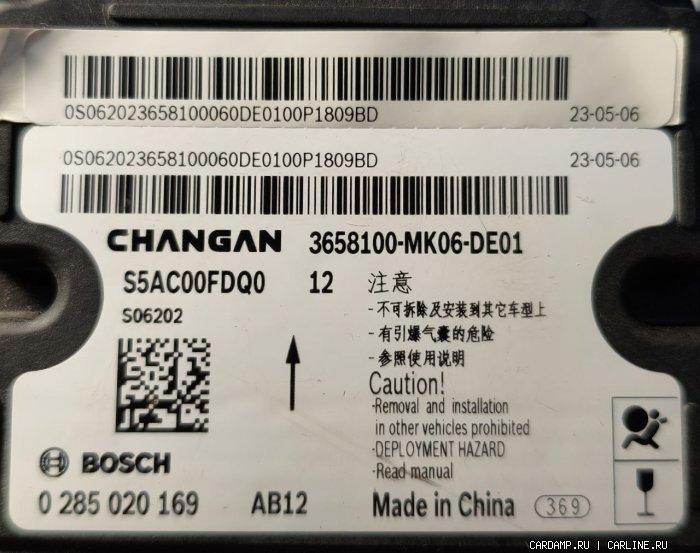 0S062023658100060DE0100P1809BD 23-05-06
0S062023658100060DE0100P1809BD 23-05-06
CHANGAN 3658100-MK06-DE01
S5AC00FDQ0 12 注意
S06202
-不可拆除及安装到其它车型上
-有引爆气囊的危险
-参照使用说明
Caution!
-Removal and installation
in other vehicles prohibited
-DEPLOYMENT HAZARD
-Read manual
BOSCH
0 285 020 169 AB12 Made in China 369
CARDAMP.RU | CARLINE.RU